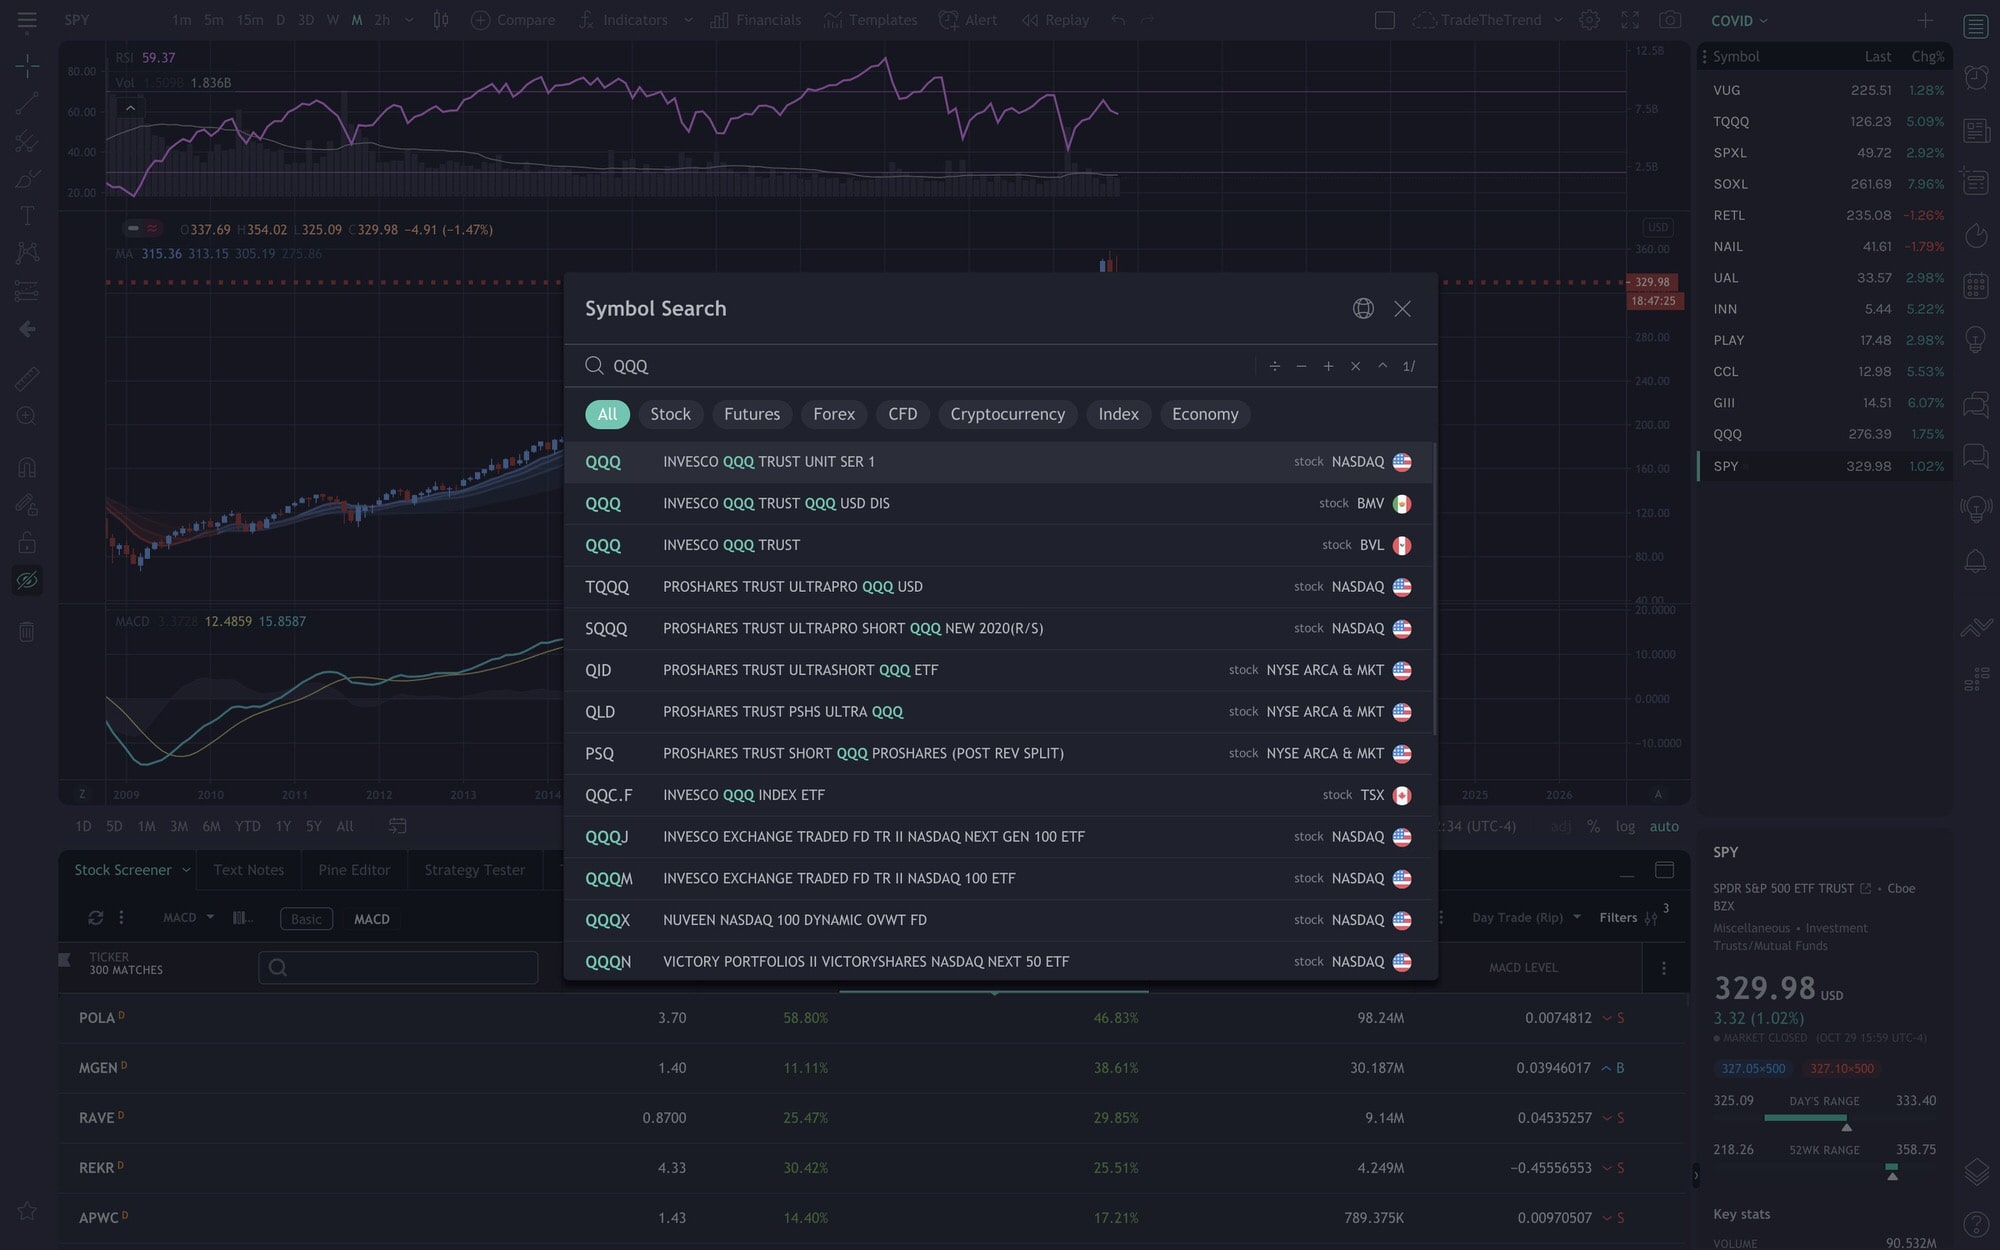 SPY 1m 5m 15m D 3D W M 2h Compare Indicators Financials Templates Alert Replay TradeTheTrend
COVID
Symbol Last Chg%
VUG 225.51 1.28%
TQQQ 126.23 5.09%
SPXL 49.72 2.92%
SOXL 261.69 7.96%
RETL 235.08 −1.26%
NAIL 41.61 −1.79%
UAL 33.57 2.98%
INN 5.44 5.22%
PLAY 17.48 2.98%
CCL 12.98 5.53%
GIII 14.51 6.07%
QQQ 276.39 1.75%
SPY 329.98 1.02%
RSI 59.37
Vol 1.509B 1.836B
80.00
60.00
40.00
20.00
12.5B
7.5B
2.5B
O337.69 H354.02 L325.09 C329.98 −4.91 (−1.47%)
MA 315.36 313.15 305.19 275.86
USD
360.00
329.98
18:47:25
280.00
240.00
200.00
160.00
120.00
80.00
40.00
MACD 3.3728 12.4859 15.8587
20.0000
10.0000
0.0000
−10.0000
Z 2009 2010 2011 2012 2013 2014 2025 2026 A
1D 5D 1M 3M 6M YTD 1Y 5Y All
:34 (UTC-4) adj % log auto
Symbol Search
QQQ ÷ − + × ^ 1/
All Stock Futures Forex CFD Cryptocurrency Index Economy
QQQ INVESCO QQQ TRUST UNIT SER 1 stock NASDAQ
QQQ INVESCO QQQ TRUST QQQ USD DIS stock BMV
QQQ INVESCO QQQ TRUST stock BVL
TQQQ PROSHARES TRUST ULTRAPRO QQQ USD stock NASDAQ
SQQQ PROSHARES TRUST ULTRAPRO SHORT QQQ NEW 2020(R/S) stock NASDAQ
QID PROSHARES TRUST ULTRASHORT QQQ ETF stock NYSE ARCA & MKT
QLD PROSHARES TRUST PSHS ULTRA QQQ stock NYSE ARCA & MKT
PSQ PROSHARES TRUST SHORT QQQ PROSHARES (POST REV SPLIT) stock NYSE ARCA & MKT
QQC.F INVESCO QQQ INDEX ETF stock TSX
QQQJ INVESCO EXCHANGE TRADED FD TR II NASDAQ NEXT GEN 100 ETF stock NASDAQ
QQQM INVESCO EXCHANGE TRADED FD TR II NASDAQ 100 ETF stock NASDAQ
QQQX NUVEEN NASDAQ 100 DYNAMIC OVWT FD stock NASDAQ
QQQN VICTORY PORTFOLIOS II VICTORYSHARES NASDAQ NEXT 50 ETF stock NASDAQ
Stock Screener Text Notes Pine Editor Strategy Tester
MACD Basic MACD Day Trade (Rip) Filters 3
TICKER
300 MATCHES
MACD LEVEL
POLA D 3.70 58.80% 46.83% 98.24M 0.0074812 S
MGEN D 1.40 11.11% 38.61% 30.187M 0.03946017 B
RAVE D 0.8700 25.47% 29.85% 9.14M 0.04535257 S
REKR D 4.33 30.42% 25.51% 4.249M −0.45556553 S
APWC D 1.43 14.40% 17.21% 789.375K 0.00970507 S
SPY
SPDR S&P 500 ETF TRUST • Cboe
BZX
Miscellaneous • Investment
Trusts/Mutual Funds
329.98 USD
3.32 (1.02%)
MARKET CLOSED (OCT 29 15:59 UTC-4)
327.05×500 327.10×500
325.09 DAY'S RANGE 333.40
218.26 52WK RANGE 358.75
Key stats
VOLUME 90.532M